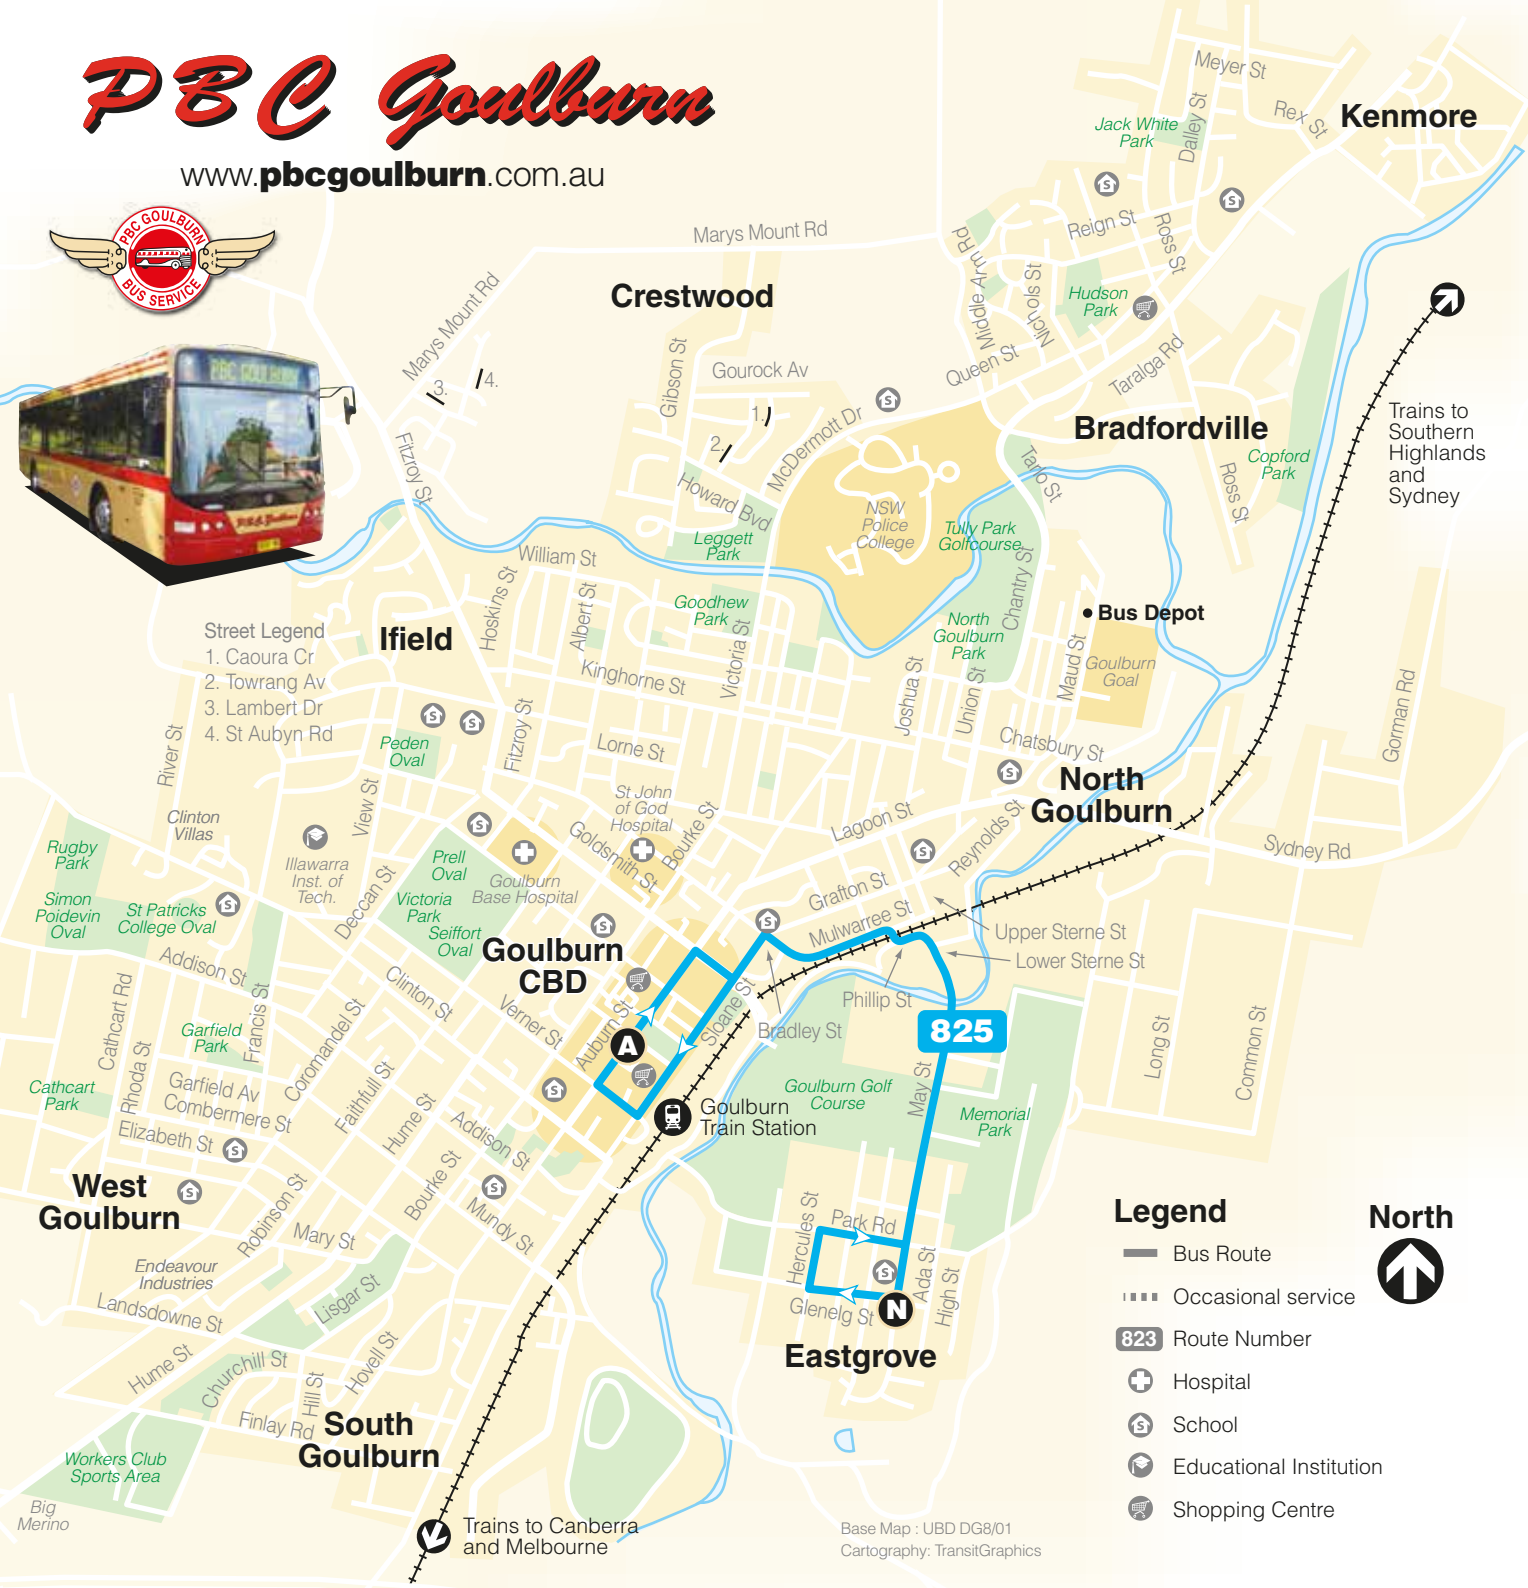 PBC Goulburn
www.pbcgoulburn.com.au
PBC GOULBURN
BUS SERVICE
PBC GOULBURN
Kenmore
Meyer St
Rex St
Dalley St
Jack White
Park
Reign St
Ross St
Marys Mount Rd
Middle Arm Rd
Nichols St
Hudson
Park
Crestwood
Marys Mount Rd
3.
4.
Gibson St
Gourock Av
1.
2.
McDermott Dr
Queen St
Taralga Rd
Bradfordville
Trains to
Southern
Highlands
and
Sydney
Copford
Park
Ross St
Tarlo St
Fitzroy St
Howard Bvd
Leggett
Park
NSW
Police
College
Tully Park
Golfcourse
Chantry St
William St
Hoskins St
Albert St
Goodhew
Park
Victoria St
North
Goulburn
Park
Bus Depot
Goulburn
Goal
Maud St
Street Legend
1. Caoura Cr
2. Towrang Av
3. Lambert Dr
4. St Aubyn Rd
Ifield
Kinghorne St
Joshua St
Union St
Gorman Rd
River St
Peden
Oval
Fitzroy St
Lorne St
Chatsbury St
North
Goulburn
Clinton
Villas
View St
St John
of God
Hospital
Bourke St
Goldsmith St
Lagoon St
Reynolds St
Sydney Rd
Rugby
Park
Illawarra
Inst. of
Tech.
Prell
Oval
Goulburn
Base Hospital
Grafton St
Simon
Poidevin
Oval
St Patricks
College Oval
Deccan St
Victoria
Park
Seiffort
Oval
Mulwarree St
Upper Sterne St
Lower Sterne St
Goulburn
CBD
Addison St
Clinton St
Verner St
Auburn St
Sloane St
Phillip St
Bradley St
825
Cathcart Rd
Francis St
Coromandel St
Garfield
Park
A
Long St
Common St
Cathcart
Park
Rhoda St
Garfield Av
Combermere St
Faithfull St
Hume St
Goulburn
Train Station
Goulburn Golf
Course
May St
Memorial
Park
Elizabeth St
Addison St
West
Goulburn
Robinson St
Bourke St
Mundy St
Mary St
Hercules St
Park Rd
Ada St
High St
Glenelg St
N
Eastgrove
Endeavour
Industries
Landsdowne St
Lisgar St
Hume St
Churchill St
Hill St
Hovell St
Finlay Rd
South
Goulburn
Workers Club
Sports Area
Big
Merino
Trains to Canberra
and Melbourne
Legend
Bus Route
Occasional service
823 Route Number
Hospital
School
Educational Institution
Shopping Centre
North
Base Map : UBD DG8/01
Cartography: TransitGraphics